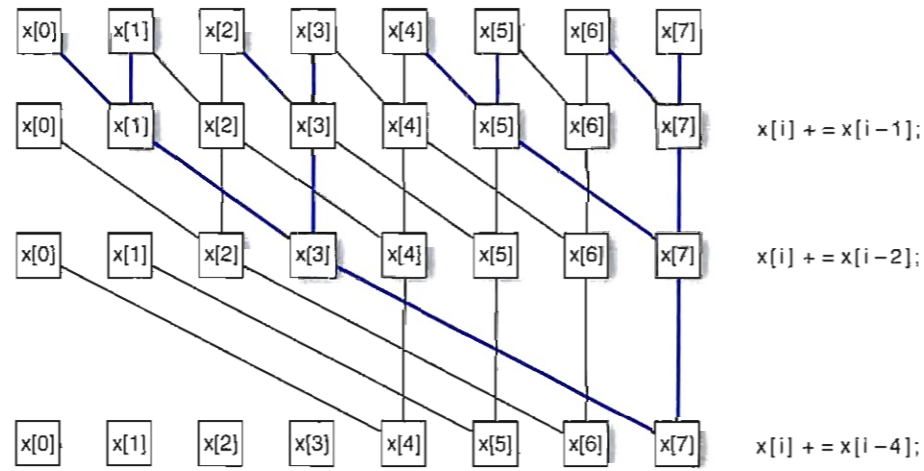 x[0] x[1] x[2] x[3] x[4] x[5] x[6] x[7]
x[0] x[1] x[2] x[3] x[4] x[5] x[6] x[7] x[i] += x[i-1];
x[0] x[1] x[2] x[3] x[4] x[5] x[6] x[7] x[i] += x[i-2];
x[0] x[1] x[2] x[3] x[4] x[5] x[6] x[7] x[i] += x[i-4];